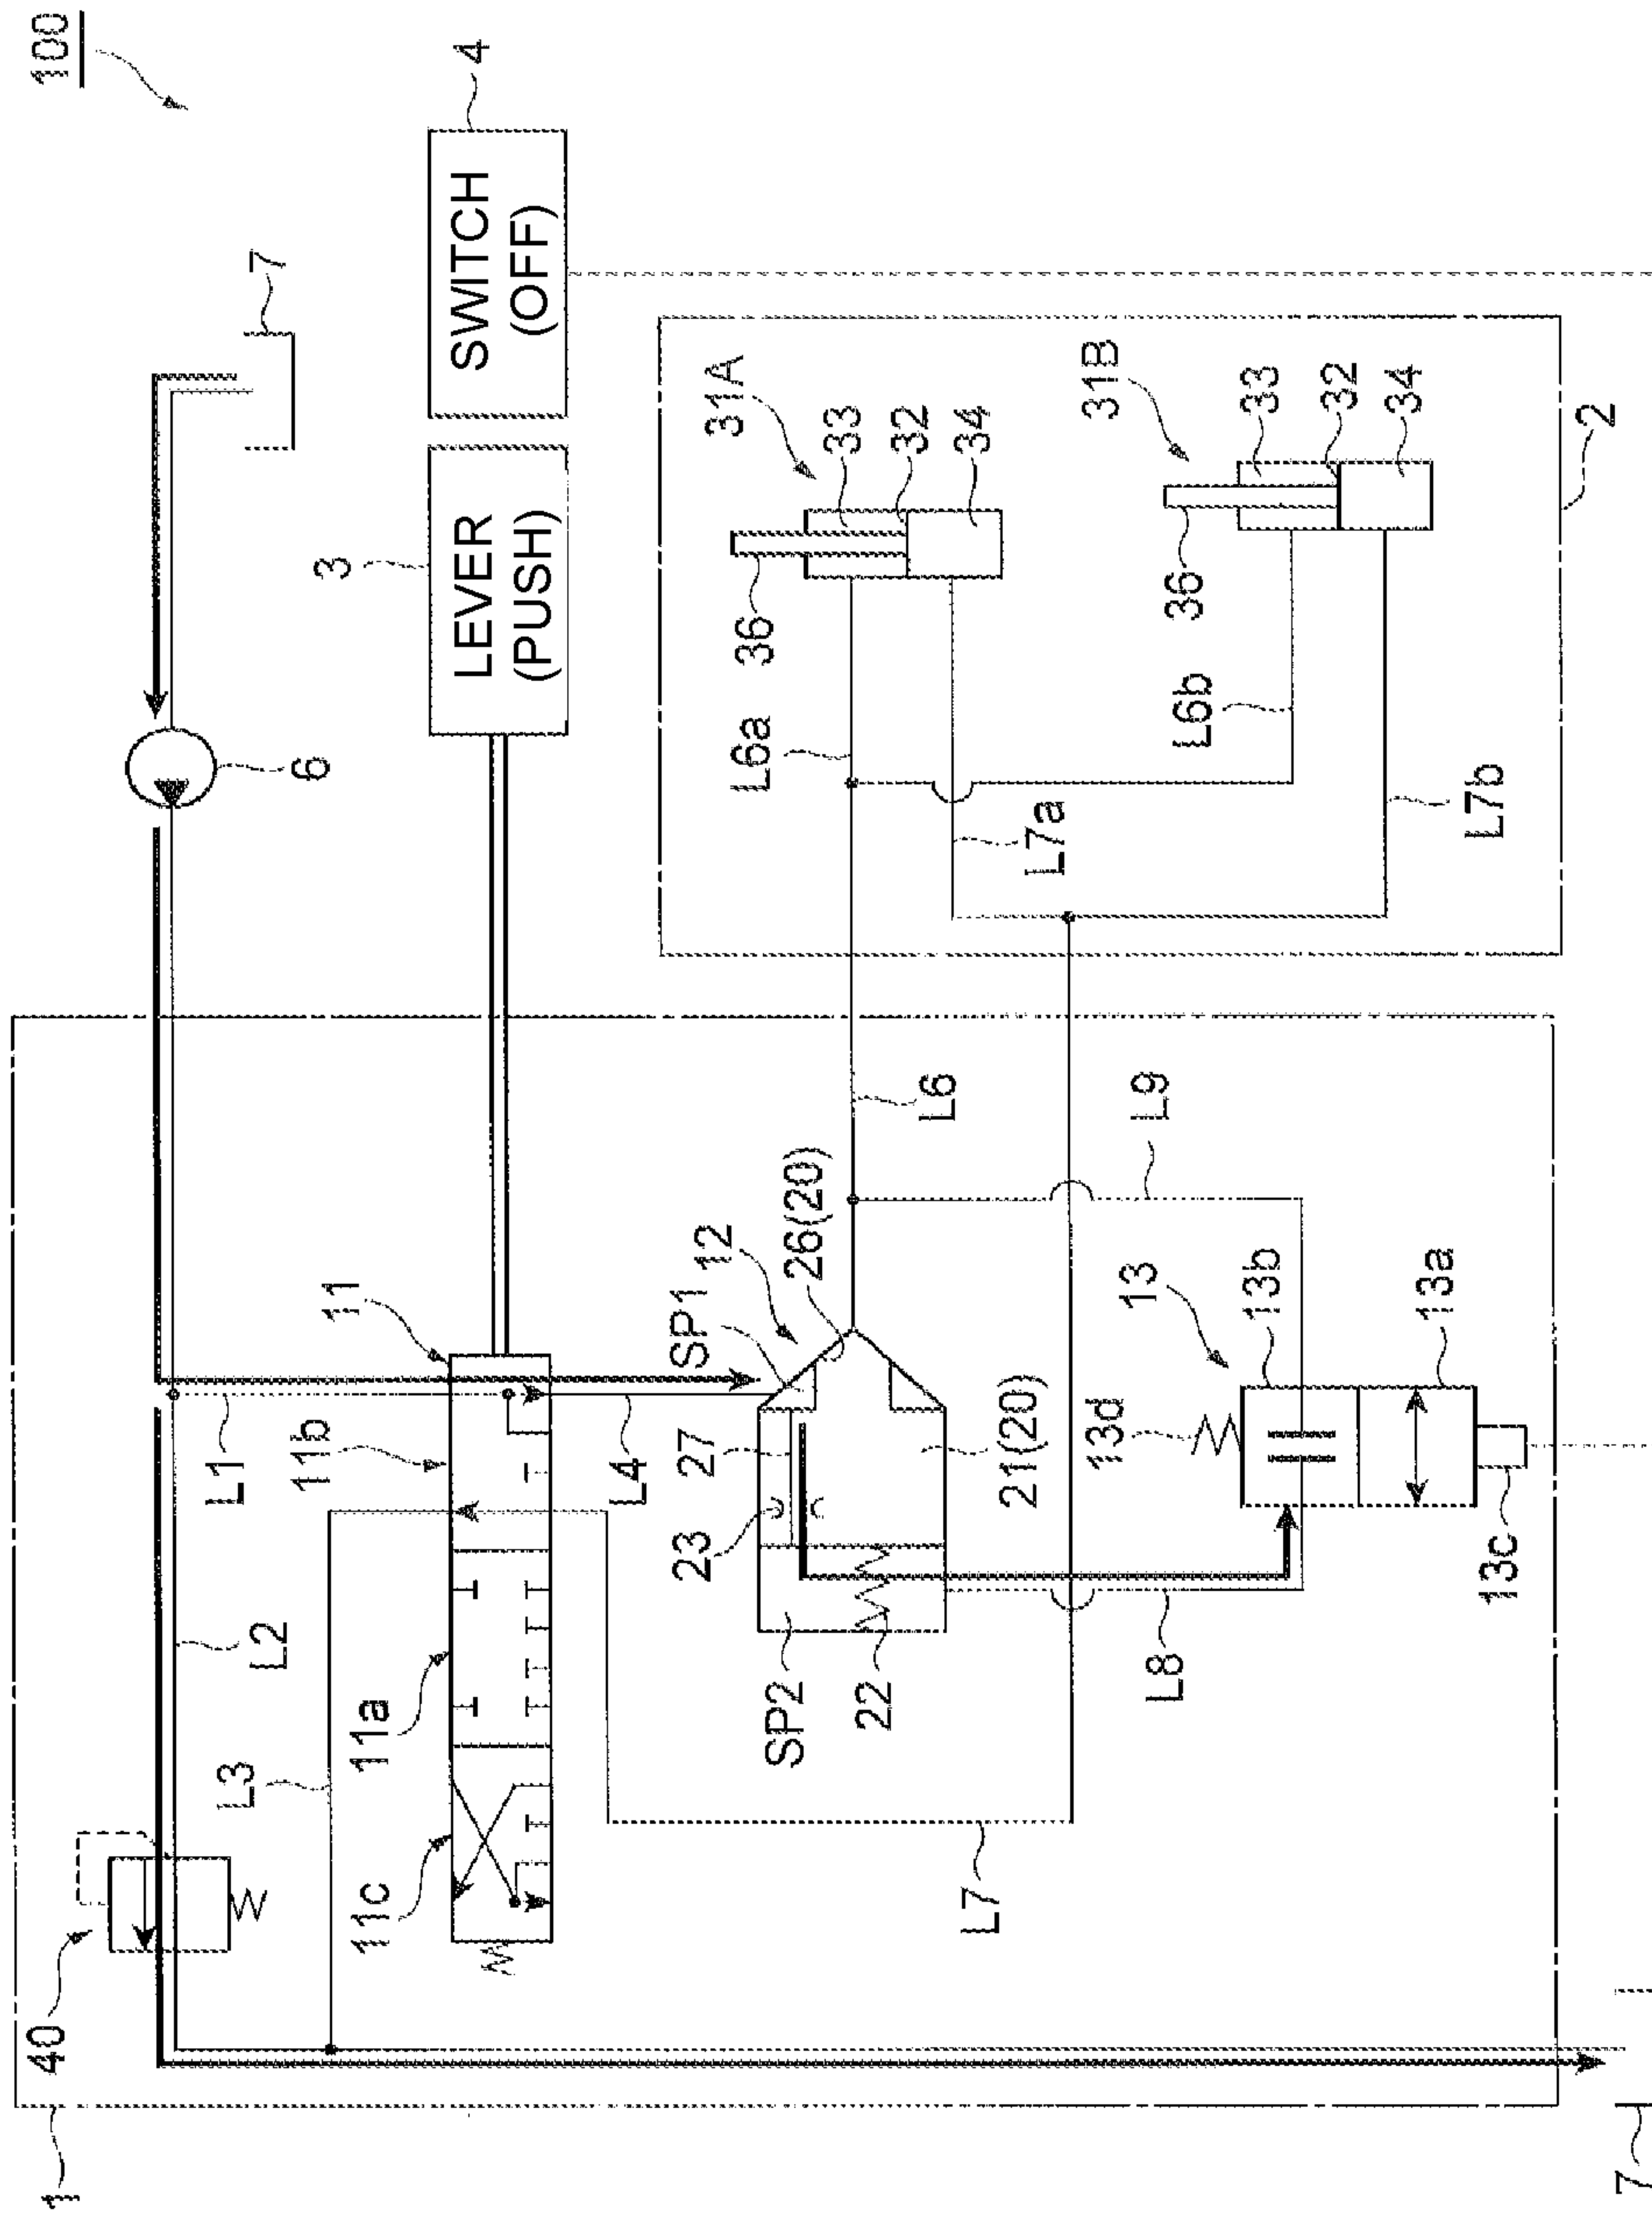 100
7
6
4
SWITCH
(OFF)
3
LEVER
(PUSH)
31A
33
32
34
36
31B
33
32
34
36
L6a
L6b
L7a
L7b
2
L6
L9
11
11b
11a
11c
L1
L2
L3
L4
40
SP1
12
26(20)
27
23
21(20)
SP2
22
13
13b
13a
13d
13c
L8
L7
1
7